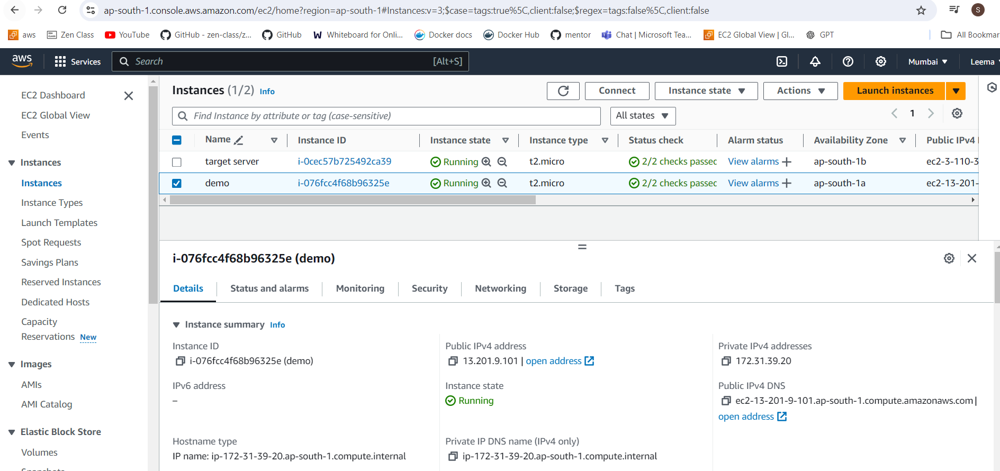 ap-south-1.console.aws.amazon.com/ec2/home?region=ap-south-1#Instances:v=3;$case=tags:true%5C,client:false;$regex=tags:false%5C,client:false
S
aws
Zen Class
YouTube
GitHub - zen-class/z...
GitHub
Whiteboard for Onli...
Docker docs
Docker Hub
mentor
Chat | Microsoft Tea...
EC2 Global View | Gl...
GPT
All Bookmar
aws
Services
Search
[Alt+S]
Mumbai
Leema
EC2 Dashboard
EC2 Global View
Events
Instances
Instances
Instance Types
Launch Templates
Spot Requests
Savings Plans
Reserved Instances
Dedicated Hosts
Capacity
Reservations New
Images
AMIs
AMI Catalog
Elastic Block Store
Volumes
Snapshots
Instances (1/2) Info
Connect
Instance state
Actions
Launch instances
Find Instance by attribute or tag (case-sensitive)
All states
1
Name
Instance ID
Instance state
Instance type
Status check
Alarm status
Availability Zone
Public IPv4
target server
i-0cec57b725492ca39
Running
t2.micro
2/2 checks passec
View alarms
ap-south-1b
ec2-3-110-3
demo
i-076fcc4f68b96325e
Running
t2.micro
2/2 checks passec
View alarms
ap-south-1a
ec2-13-201-
i-076fcc4f68b96325e (demo)
Details
Status and alarms
Monitoring
Security
Networking
Storage
Tags
Instance summary Info
Instance ID
i-076fcc4f68b96325e (demo)
Public IPv4 address
13.201.9.101 | open address
Private IPv4 addresses
172.31.39.20
IPv6 address
–
Instance state
Running
Public IPv4 DNS
ec2-13-201-9-101.ap-south-1.compute.amazonaws.com |
open address
Hostname type
IP name: ip-172-31-39-20.ap-south-1.compute.internal
Private IP DNS name (IPv4 only)
ip-172-31-39-20.ap-south-1.compute.internal